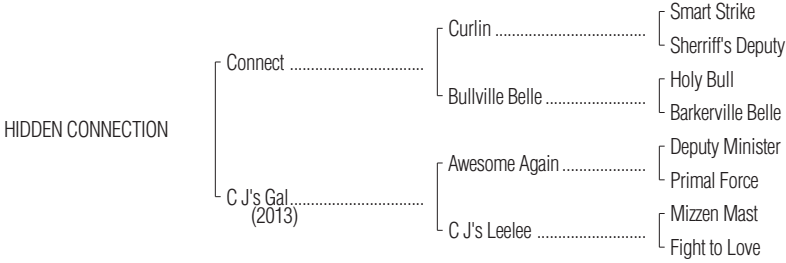 Smart Strike
Curlin ....................................
Sherriff's Deputy
Connect ................................
Holy Bull
Bullville Belle ........................
Barkerville Belle
HIDDEN CONNECTION
Deputy Minister
Awesome Again ....................
Primal Force
C J's Gal................................
(2013)
Mizzen Mast
C J's Leelee ..........................
Fight to Love